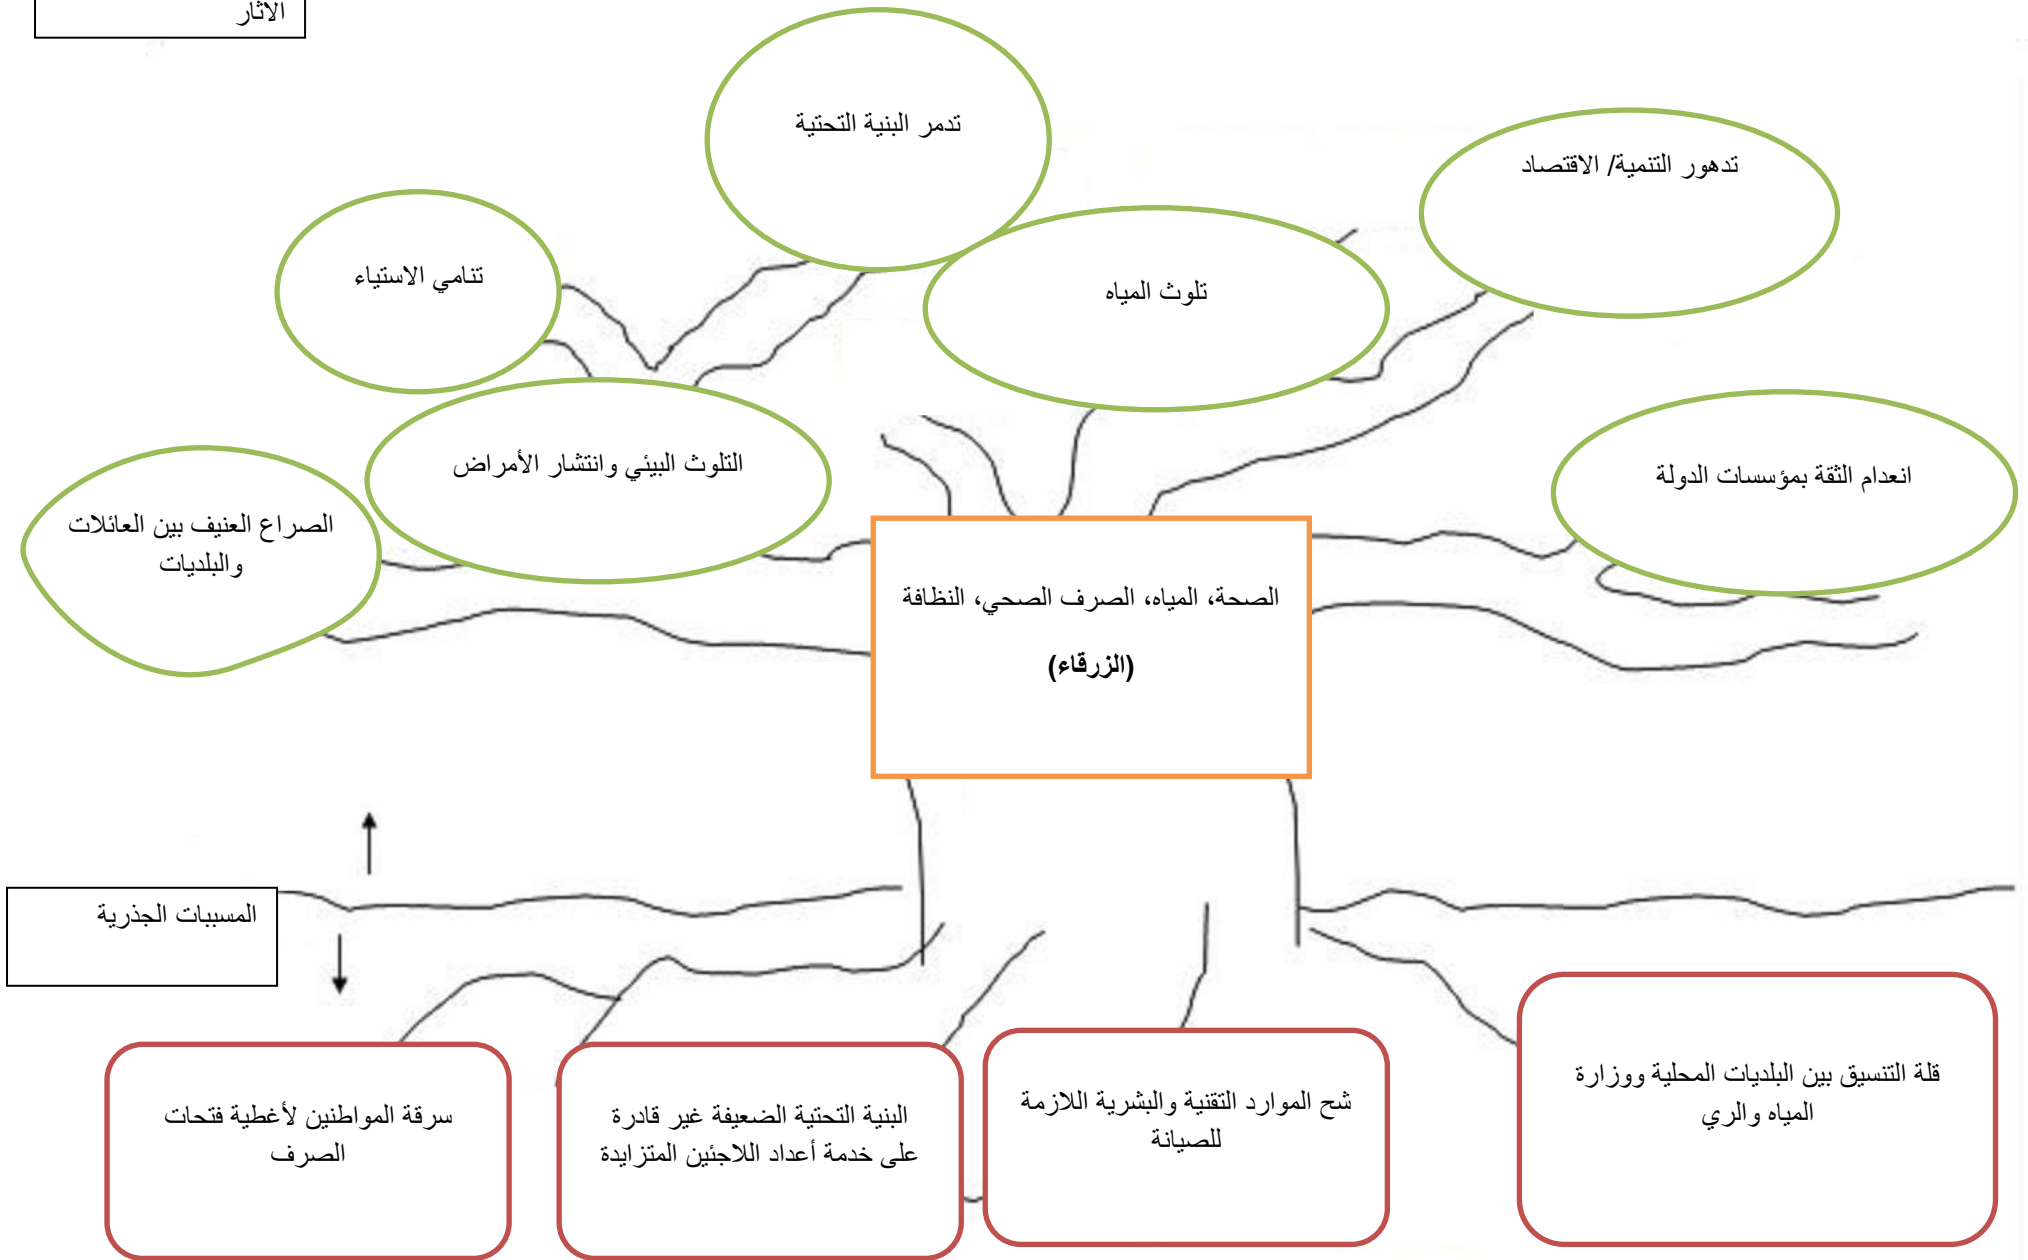 الآثار
تدمر البنية التحتية
تدهور التنمية/ الاقتصاد
تنامي الاستياء
تلوث المياه
التلوث البيئي وانتشار الأمراض
انعدام الثقة بمؤسسات الدولة
الصراع العنيف بين العائلات
والبلديات
الصحة، المياه، الصرف الصحي، النظافة
(الزرقاء)
المسببات الجذرية
قلة التنسيق بين البلديات المحلية ووزارة
المياه والري
شح الموارد التقنية والبشرية اللازمة
للصيانة
البنية التحتية الضعيفة غير قادرة
على خدمة أعداد اللاجئين المتزايدة
سرقة المواطنين لأغطية فتحات
الصرف